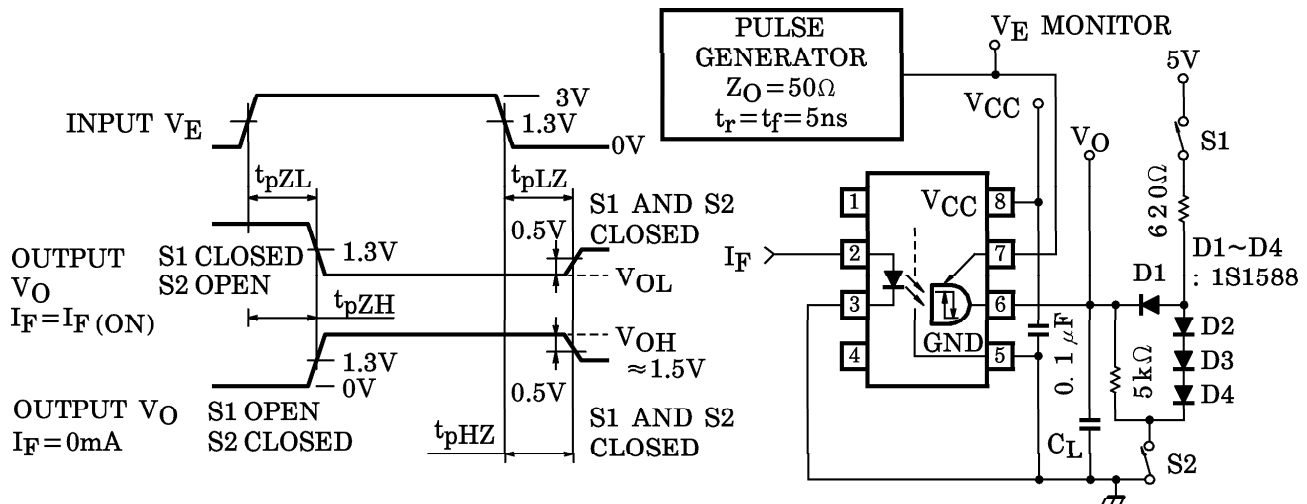 INPUT VE
3V
1.3V
0V
tpZL
tpLZ
OUTPUT
VO
IF=IF(ON)
S1 CLOSED
S2 OPEN
1.3V
0.5V
S1 AND S2
CLOSED
VOL
tpZH
1.3V
0V
VOH
≈1.5V
0.5V
OUTPUT VO
IF=0mA
S1 OPEN
S2 CLOSED
tpHZ
S1 AND S2
CLOSED
PULSE
GENERATOR
ZO=50Ω
tr=tf=5ns
VE MONITOR
VCC
VO
5V
S1
620Ω
IF
1
2
3
4
VCC
GND
8
7
6
5
0.1μF
D1~D4
: 1S1588
D1
D2
D3
D4
5kΩ
CL
S2